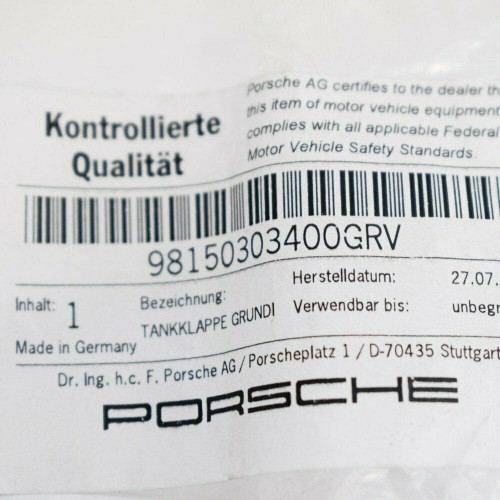 Kontrollierte
Qualität
Porsche AG certifies to the dealer
this item of motor vehicle equipment
complies with all applicable Federal
Motor Vehicle Safety Standards.
98150303400GRV
Inhalt: 1
Bezeichnung:
TANKKLAPPE GRUNDI
Herstelldatum: 27.07.
Verwendbar bis: unbegr
Made in Germany
Dr. Ing. h.c. F. Porsche AG / Porscheplatz 1 / D-70435 Stuttgart
PORSCHE